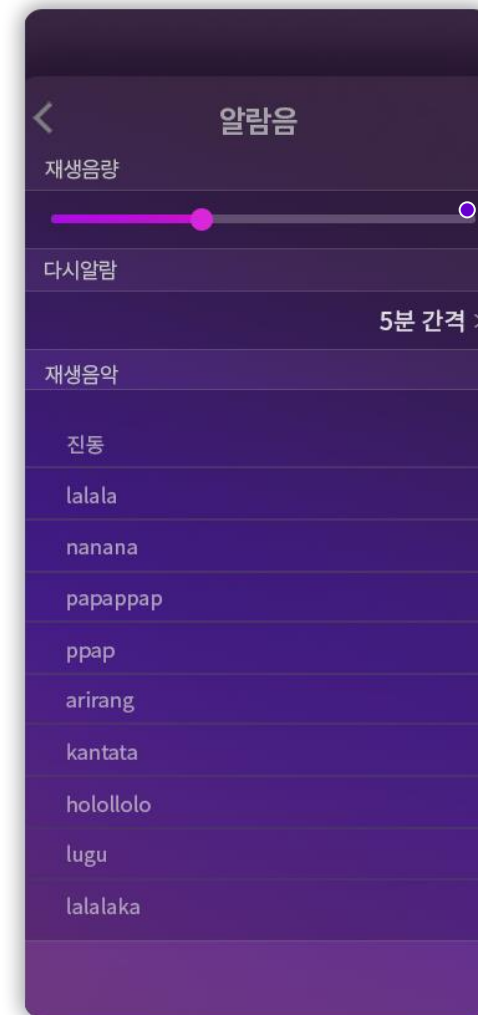 알람음
재생음량
다시알람
5분 간격 >
재생음악
진동
lalala
nanana
papappap
ppap
arirang
kantata
holollolo
lugu
lalalaka